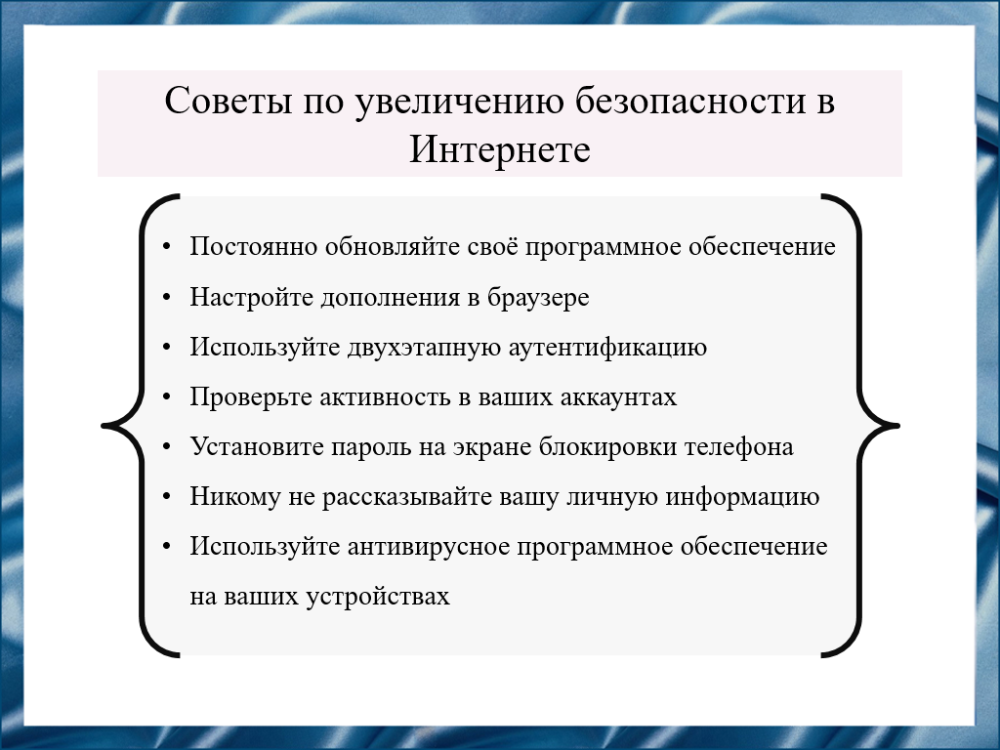 Советы по увеличению безопасности в
Интернете
• Постоянно обновляйте своё программное обеспечение
• Настройте дополнения в браузере
• Используйте двухэтапную аутентификацию
• Проверьте активность в ваших аккаунтах
• Установите пароль на экране блокировки телефона
• Никому не рассказывайте вашу личную информацию
• Используйте антивирусное программное обеспечение
на ваших устройствах